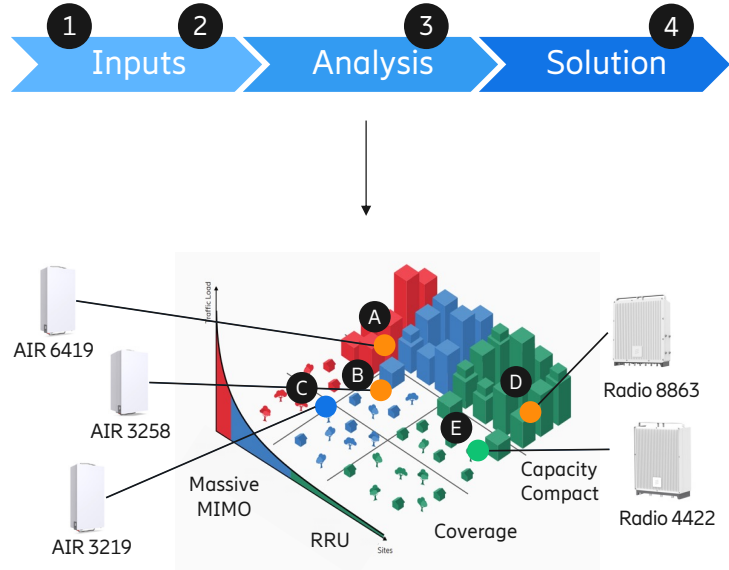 1
2
3
4
Inputs
Analysis
Solution
Traffic Load
A
AIR 6419
B
C
D
Radio 8863
AIR 3258
E
Capacity
Compact
Massive
MIMO
Radio 4422
Coverage
RRU
AIR 3219
Sites